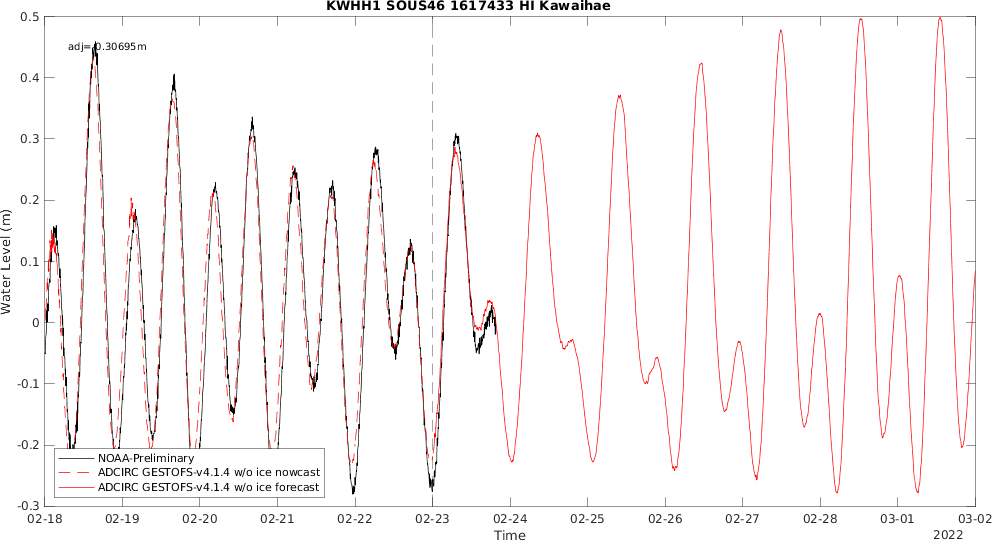 KWHH1 SOUS46 1617433 HI Kawaihae
adj= 0.30695m
Water Level (m)
0.5
0.4
0.3
0.2
0.1
0
-0.1
-0.2
-0.3
NOAA-Preliminary
ADCIRC GESTOFS-v4.1.4 w/o ice nowcast
ADCIRC GESTOFS-v4.1.4 w/o ice forecast
02-18 02-19 02-20 02-21 02-22 02-23 02-24 02-25 02-26 02-27 02-28 03-01 03-02
Time
2022